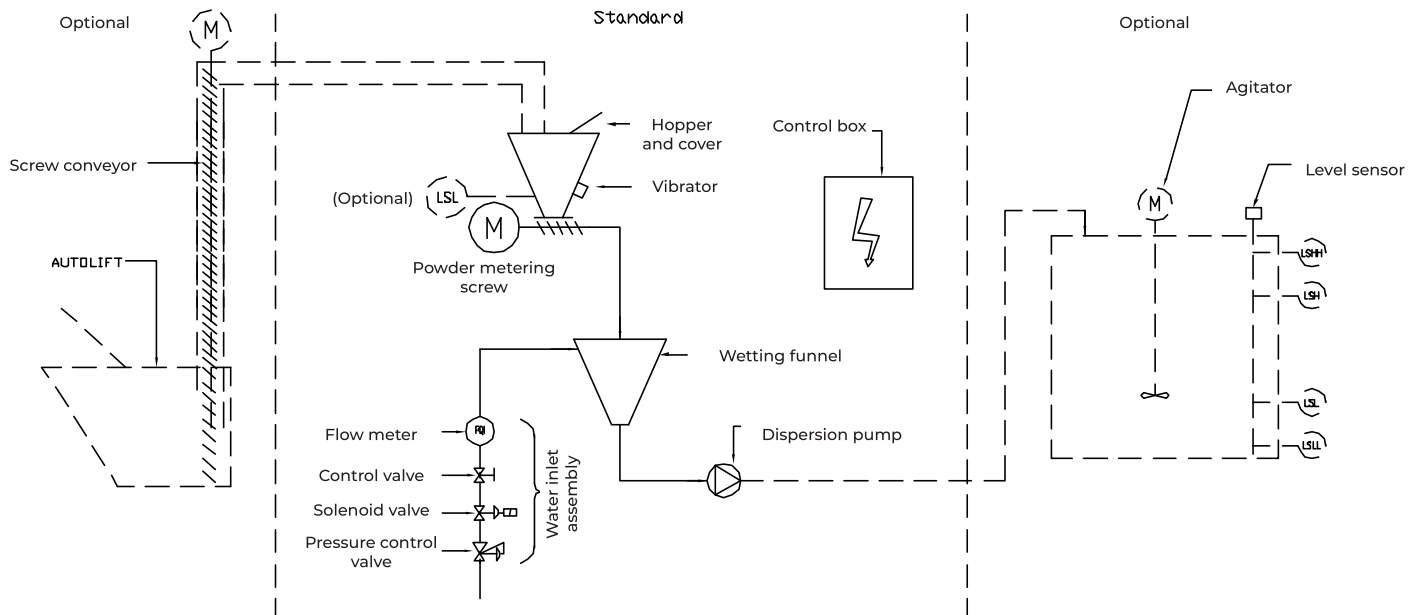 Optional
M
Standard
Optional
Agitator
Hopper
and cover
Control box
Screw conveyor
Level sensor
Vibrator
(Optional)
LSL
M
M
AUTOLIFT
Powder metering
screw
LSHH
LSH
Wetting funnel
LSL
Flow meter
Dispersion pump
LSLL
Control valve
Water inlet
assembly
Solenoid valve
Pressure control
valve